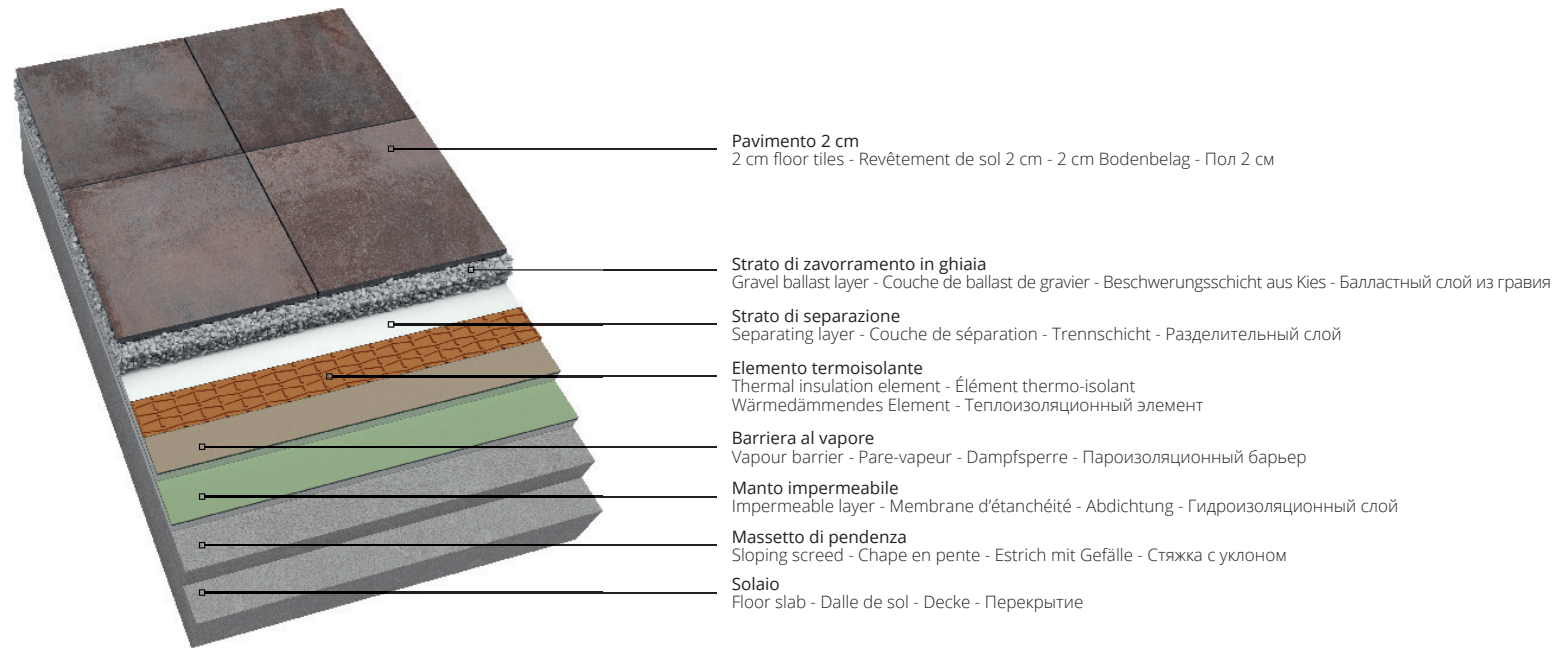 Pavimento 2 cm
2 cm floor tiles - Revêtement de sol 2 cm - 2 cm Bodenbelag - Пол 2 см
Strato di zavorramento in ghiaia
Gravel ballast layer - Couche de ballast de gravier - Beschwerungsschicht aus Kies - Балластный слой из гравия
Strato di separazione
Separating layer - Couche de séparation - Trennschicht - Разделительный слой
Elemento termoisolante
Thermal insulation element - Élément thermo-isolant
Wärmedämmendes Element - Теплоизоляционный элемент
Barriera al vapore
Vapour barrier - Pare-vapeur - Dampfsperre - Пароизоляционный барьер
Manto impermeabile
Impermeable layer - Membrane d’étanchéité - Abdichtung - Гидроизоляционный слой
Massetto di pendenza
Sloping screed - Chape en pente - Estrich mit Gefälle - Стяжка с уклоном
Solaio
Floor slab - Dalle de sol - Decke - Перекрытие